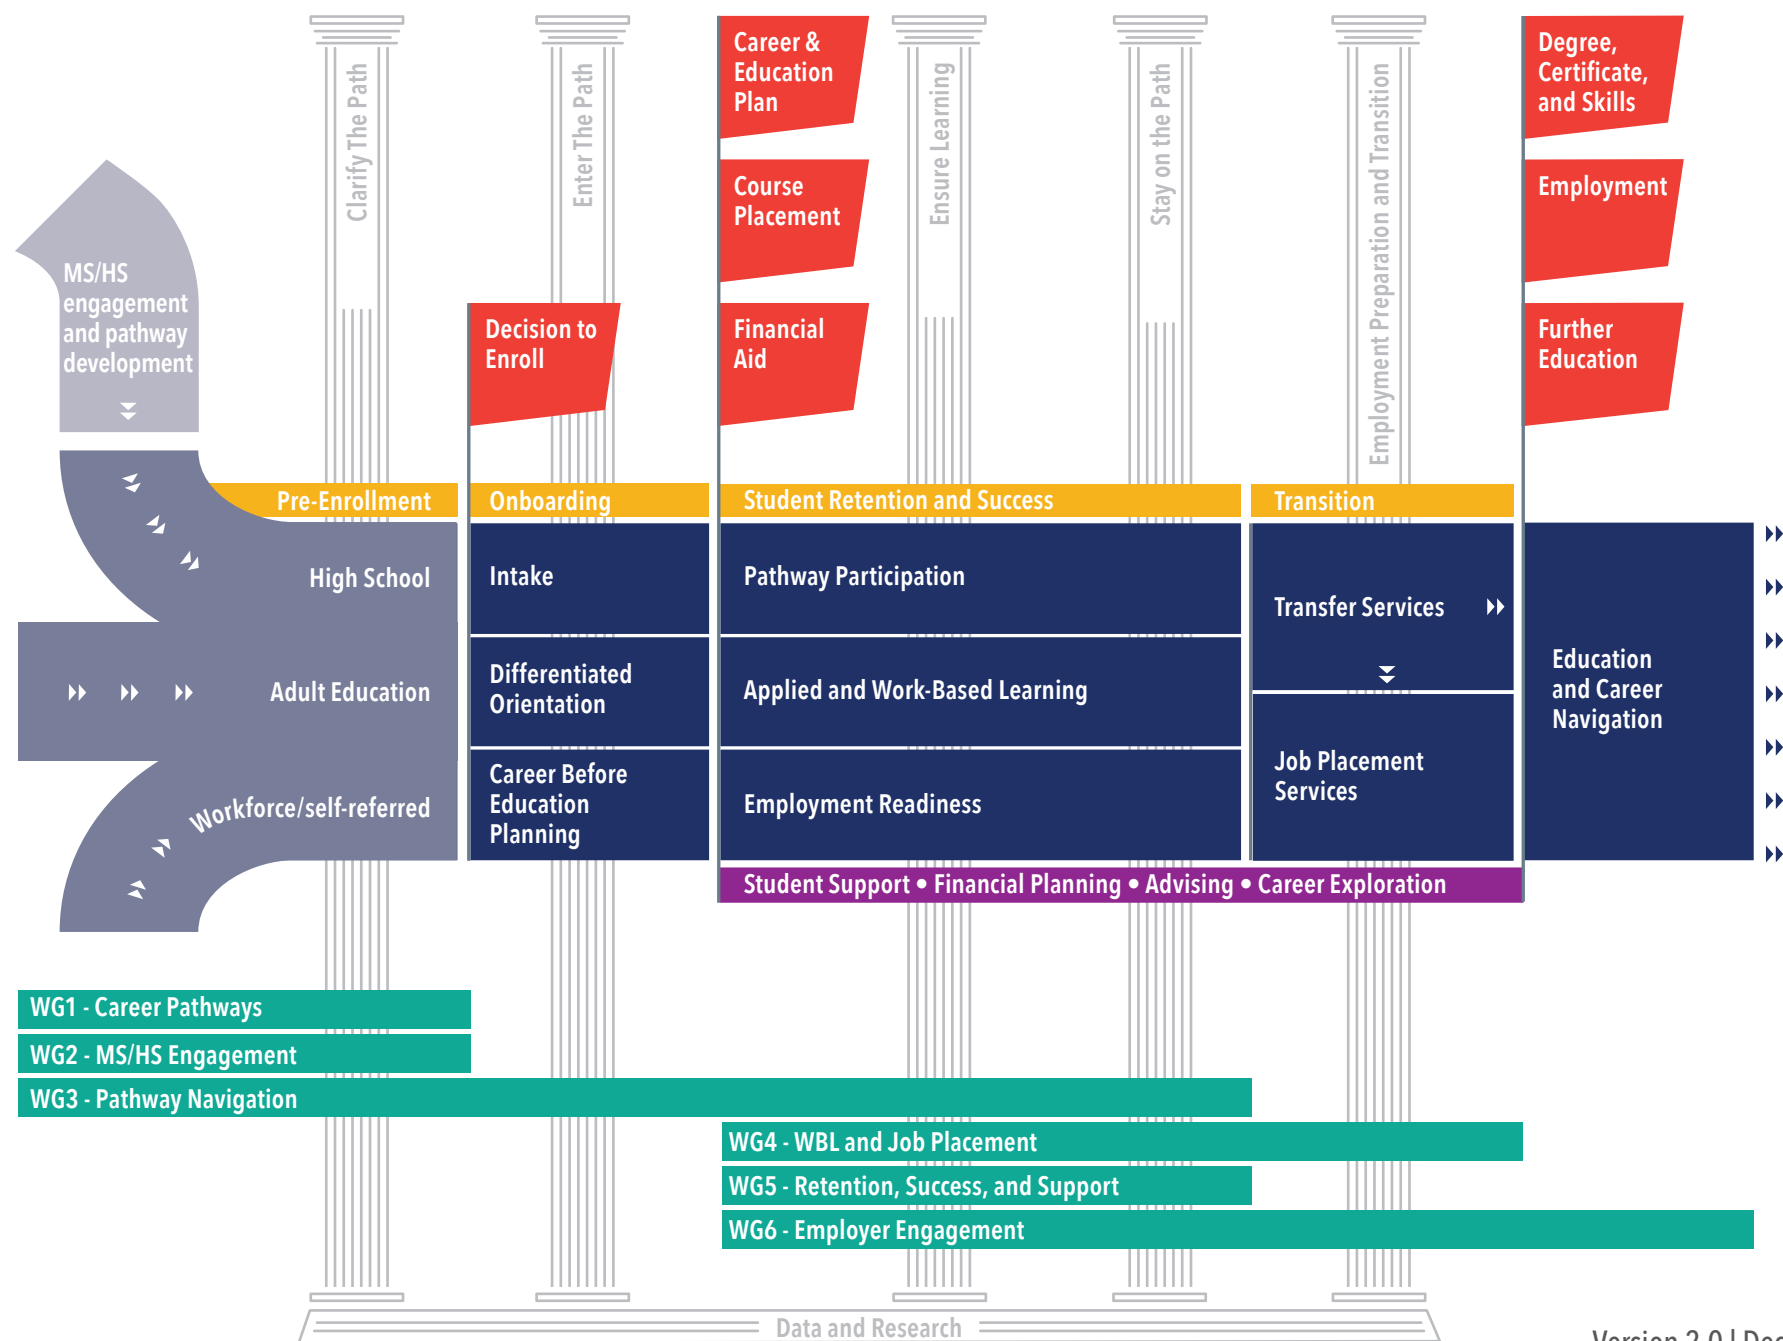 Clarify The Path
Enter The Path
Career &
Education
Plan
Ensure Learning
Stay on the Path
Employment Preparation and Transition
Degree,
Certificate,
and Skills
Course
Placement
Employment
MS/HS
engagement
and pathway
development
Decision to
Enroll
Financial
Aid
Further
Education
Pre-Enrollment
Onboarding
Student Retention and Success
Transition
High School
Intake
Pathway Participation
Transfer Services
Adult Education
Differentiated
Orientation
Applied and Work-Based Learning
Education
and Career
Navigation
Workforce/self-referred
Career Before
Education
Planning
Employment Readiness
Job Placement
Services
Student Support • Financial Planning • Advising • Career Exploration
WG1 - Career Pathways
WG2 - MS/HS Engagement
WG3 - Pathway Navigation
WG4 - WBL and Job Placement
WG5 - Retention, Success, and Support
WG6 - Employer Engagement
Data and Research
Version 2.0 |